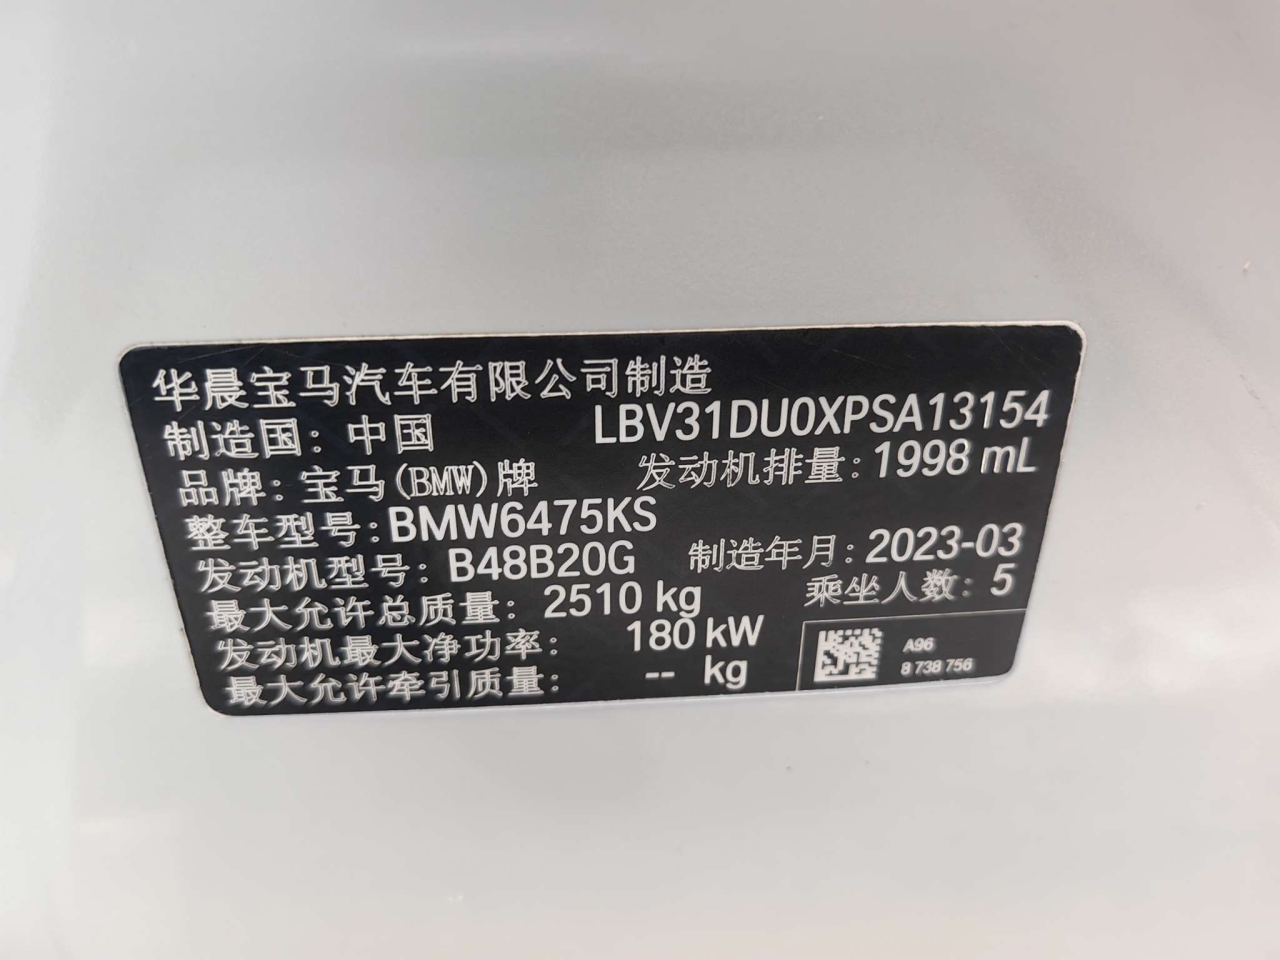 华晨宝马汽车有限公司制造
制造国：中国 LBV31DU0XPSA13154
品牌：宝马(BMW)牌 发动机排量：1998 mL
整车型号：BMW6475KS
发动机型号：B48B20G 制造年月：2023-03
最大允许总质量：2510 kg 乘坐人数：5
发动机最大净功率：180 kW
最大允许牵引质量：-- kg
A96
8 738 756